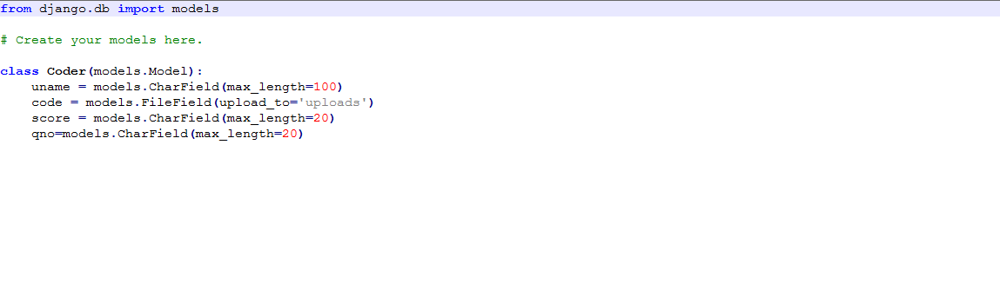 from django.db import models
# Create your models here.
class Coder(models.Model):
    uname = models.CharField(max_length=100)
    code = models.FileField(upload_to='uploads')
    score = models.CharField(max_length=20)
    qno=models.CharField(max_length=20)